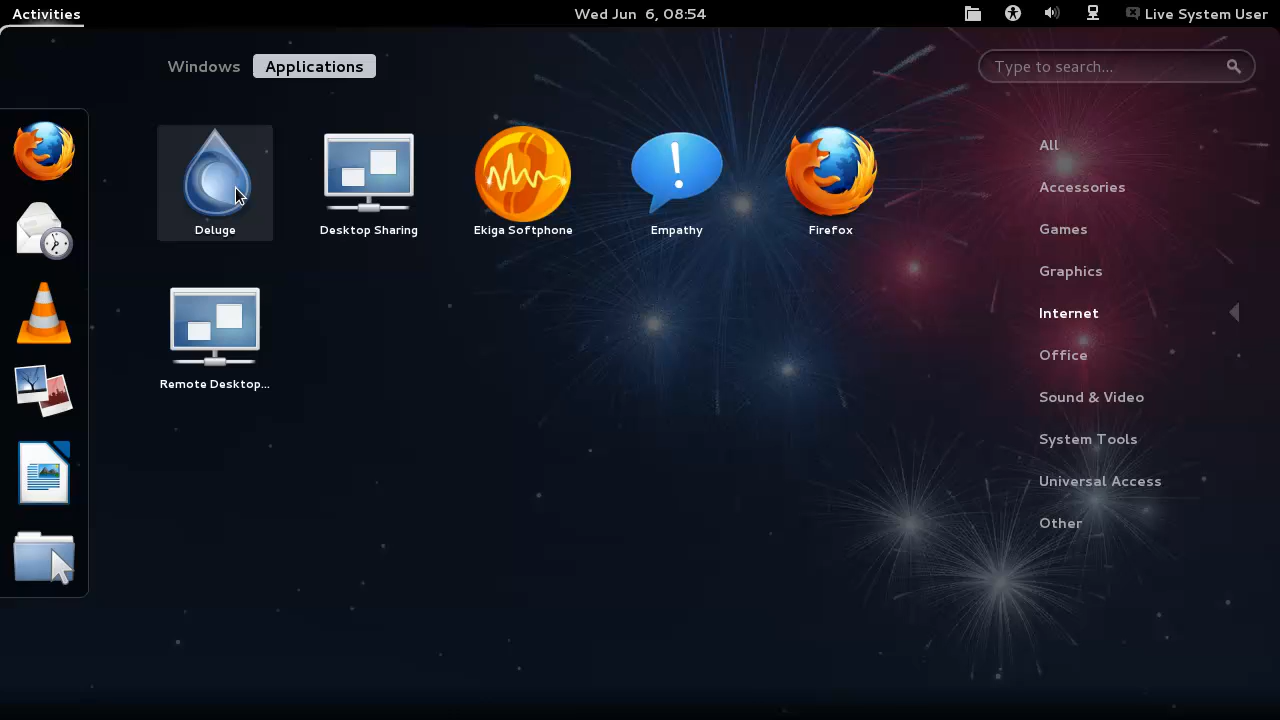 Activities
Wed Jun 6, 08:54
Live System User
Windows
Applications
Type to search...
Deluge
Desktop Sharing
Ekiga Softphone
Empathy
Firefox
Remote Desktop...
All
Accessories
Games
Graphics
Internet
Office
Sound & Video
System Tools
Universal Access
Other